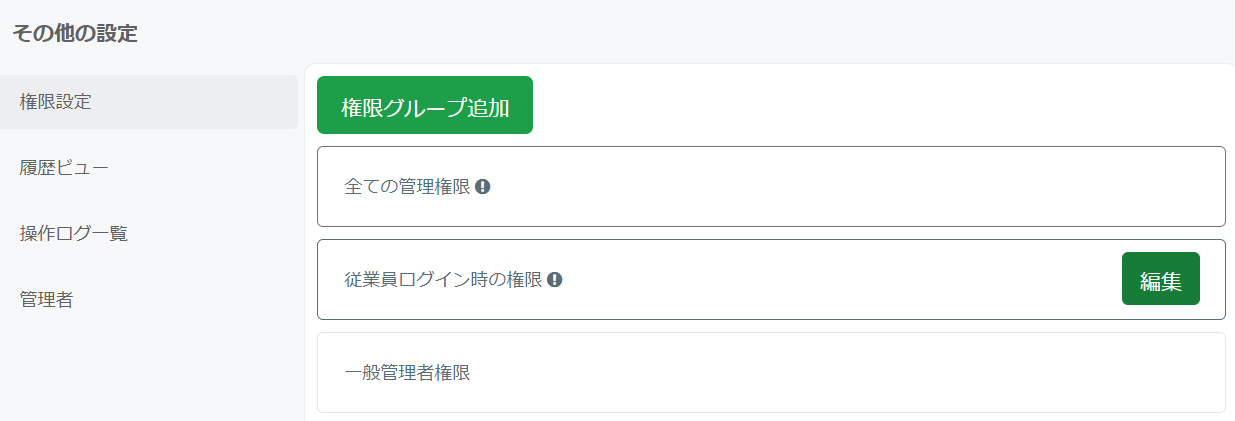 その他の設定
権限設定
履歴ビュー
操作ログ一覧
管理者
権限グループ追加
全ての管理権限
従業員ログイン時の権限
編集
一般管理者権限